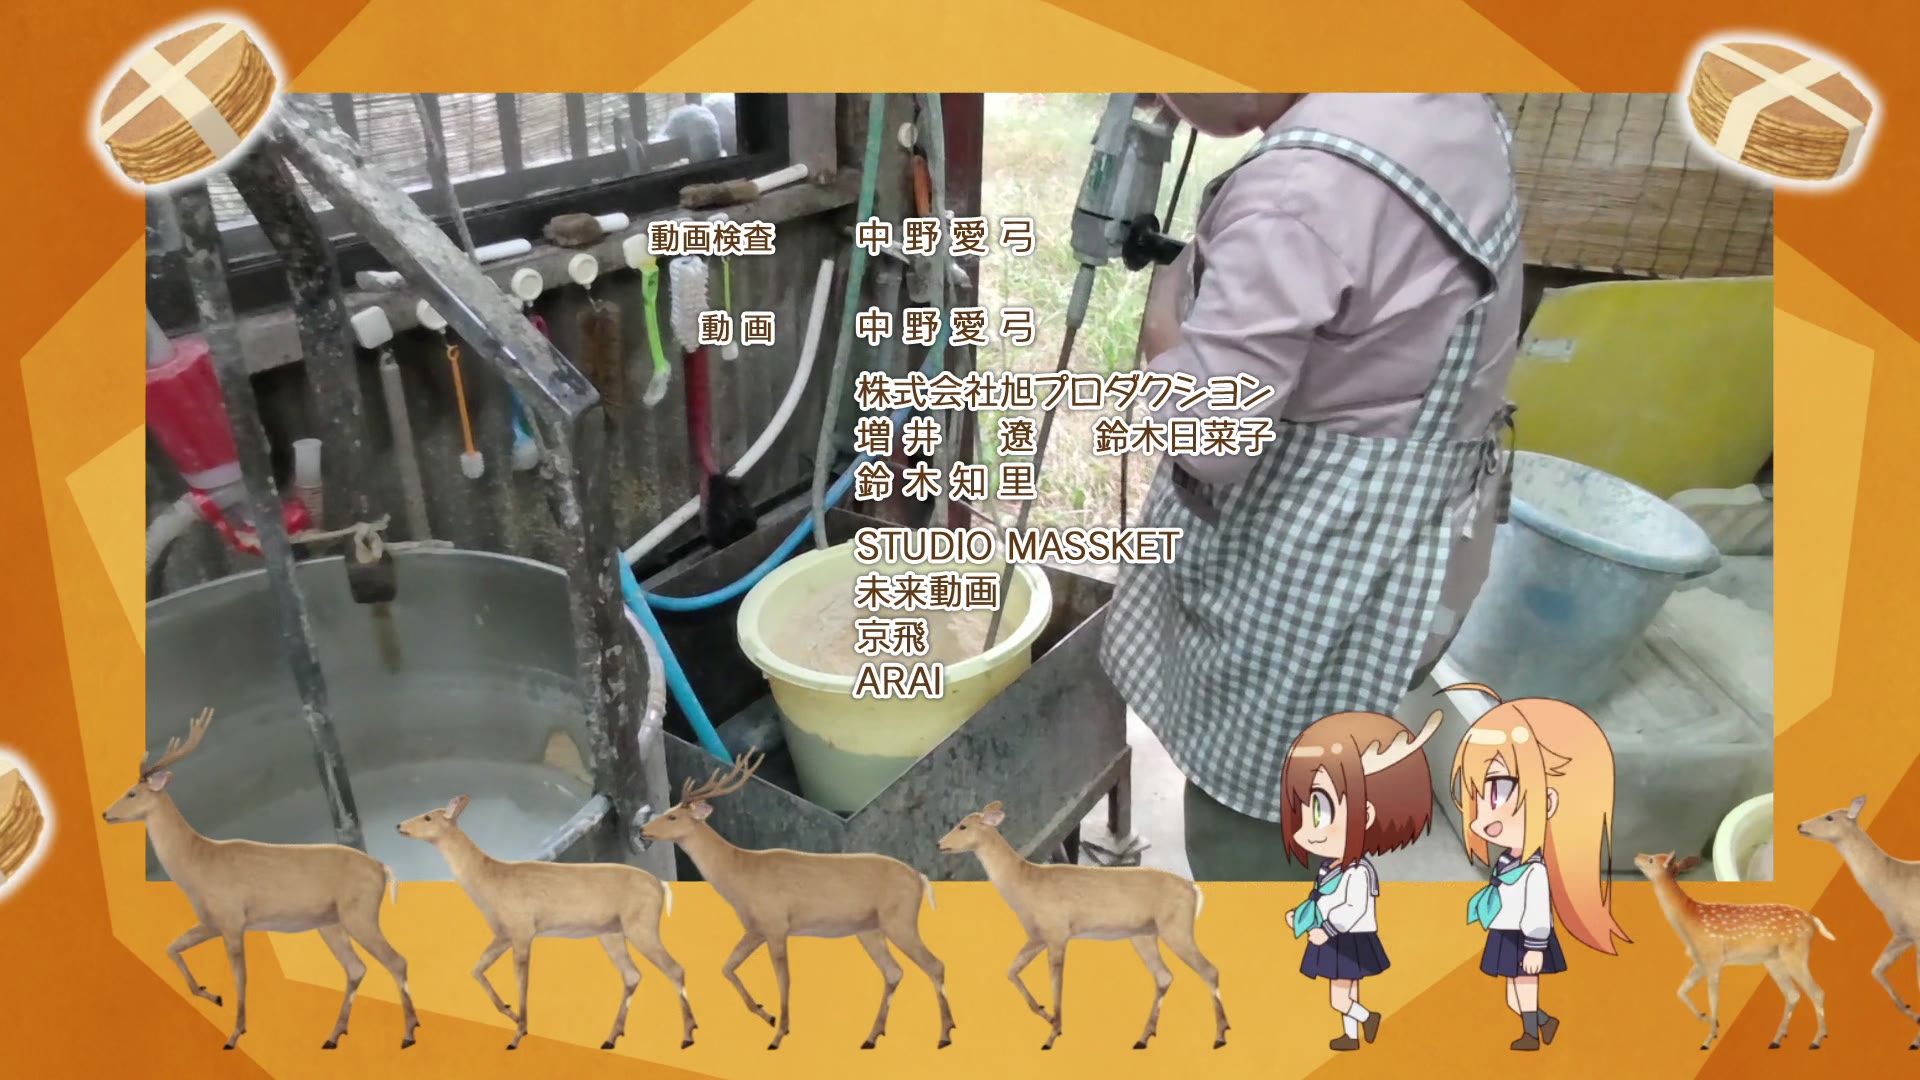 動画検査 中野愛弓
動画 中野愛弓
株式会社旭プロダクション
増井 遼 鈴木日菜子
鈴木知里
STUDIO MASSKET
未来動画
京飛
ARAI